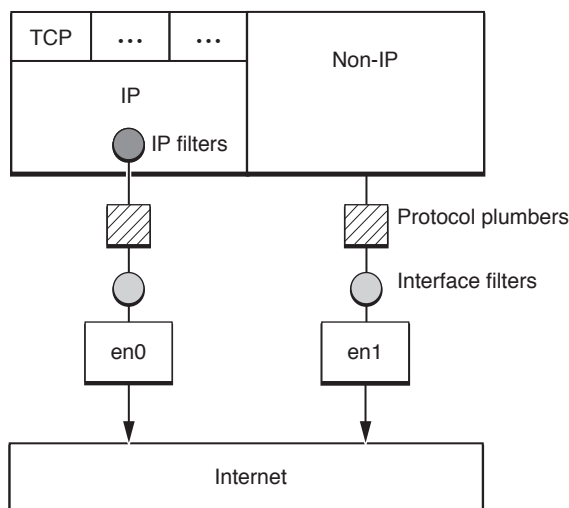 TCP
...
...
Non-IP
IP
IP filters
Protocol plumbers
Interface filters
en0
en1
Internet